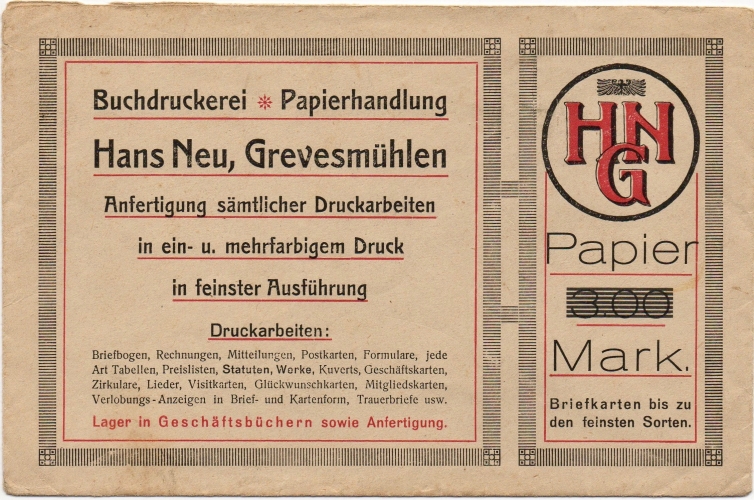 Buchdruckerei ✻ Papierhandlung
Hans Neu, Grevesmühlen
Anfertigung sämtlicher Druckarbeiten
in ein- u. mehrfarbigem Druck
in feinster Ausführung
Druckarbeiten:
Briefbogen, Rechnungen, Mitteilungen, Postkarten, Formulare, jede
Art Tabellen, Preislisten, Statuten, Werke, Kuverts, Geschäftskarten,
Zirkulare, Lieder, Visitkarten, Glückwunschkarten, Mitgliedskarten,
Verlobungs-Anzeigen in Brief- und Kartenform, Trauerbriefe usw.
Lager in Geschäftsbüchern sowie Anfertigung.
HNG
Papier
3.00
Mark.
Briefkarten bis zu
den feinsten Sorten.